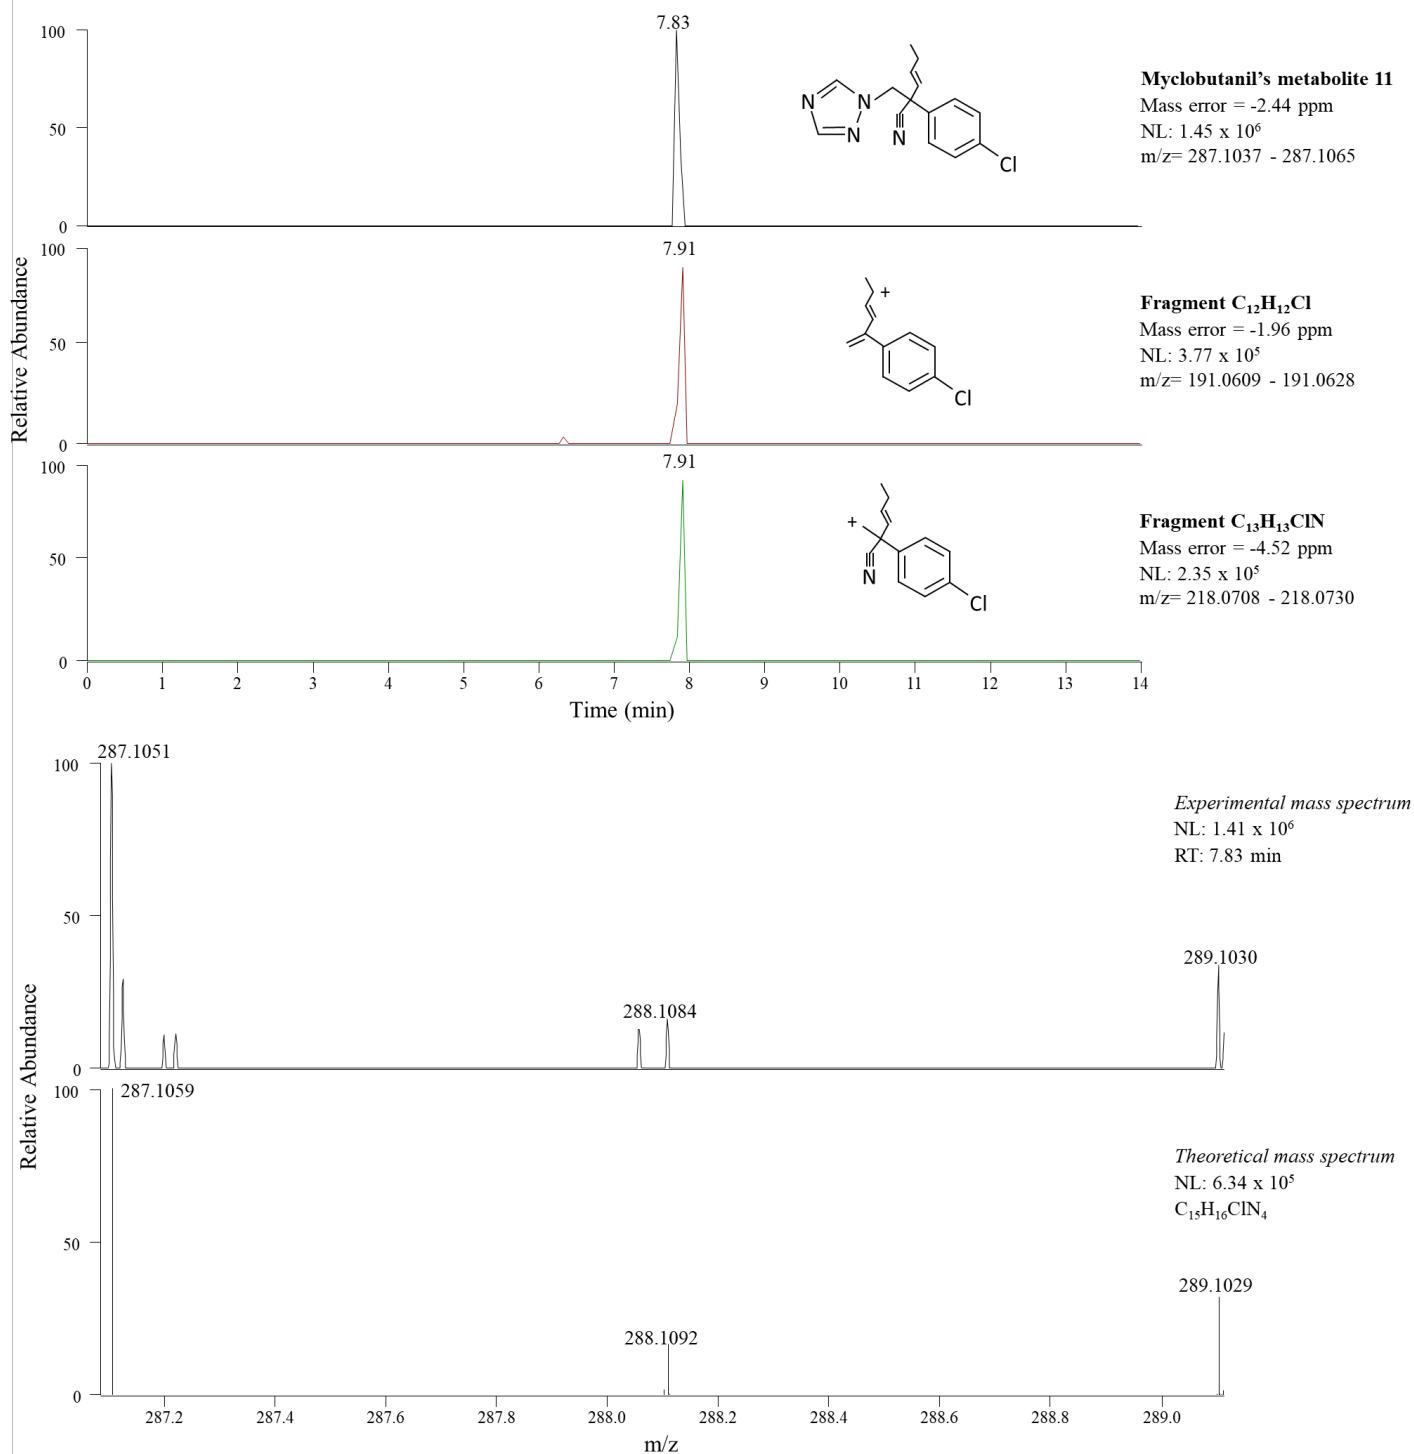 7.83
100
50
0
N
N
N
N
Cl
Myclobutanil's metabolite 11
Mass error = -2.44 ppm
NL: 1.45 x 10⁶
m/z= 287.1037 - 287.1065
Relative Abundance
7.91
100
50
0
+
Cl
Fragment C₁₂H₁₂Cl
Mass error = -1.96 ppm
NL: 3.77 x 10⁵
m/z= 191.0609 - 191.0628
7.91
100
50
0
+
N
Cl
Fragment C₁₃H₁₃ClN
Mass error = -4.52 ppm
NL: 2.35 x 10⁵
m/z= 218.0708 - 218.0730
0 1 2 3 4 5 6 7 8 9 10 11 12 13 14
Time (min)
287.1051
100
50
0
288.1084
289.1030
Experimental mass spectrum
NL: 1.41 x 10⁶
RT: 7.83 min
Relative Abundance
287.1059
100
50
0
288.1092
289.1029
Theoretical mass spectrum
NL: 6.34 x 10⁵
C₁₅H₁₆ClN₄
287.2 287.4 287.6 287.8 288.0 288.2 288.4 288.6 288.8 289.0
m/z